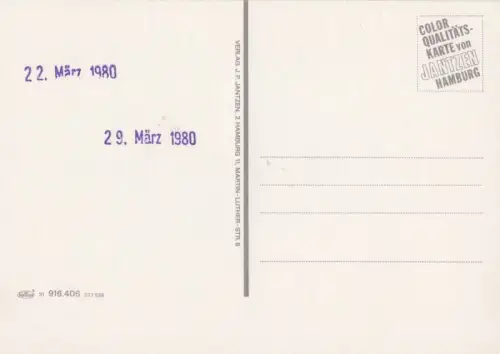 22. März 1980
29. März 1980
VERLAG J. P. JANTZEN, 2 HAMBURG 11, MARTIN-LUTHER-STR. 8
COLOR
QUALITÄTS-
KARTE von
JANTZEN
HAMBURG
916.406